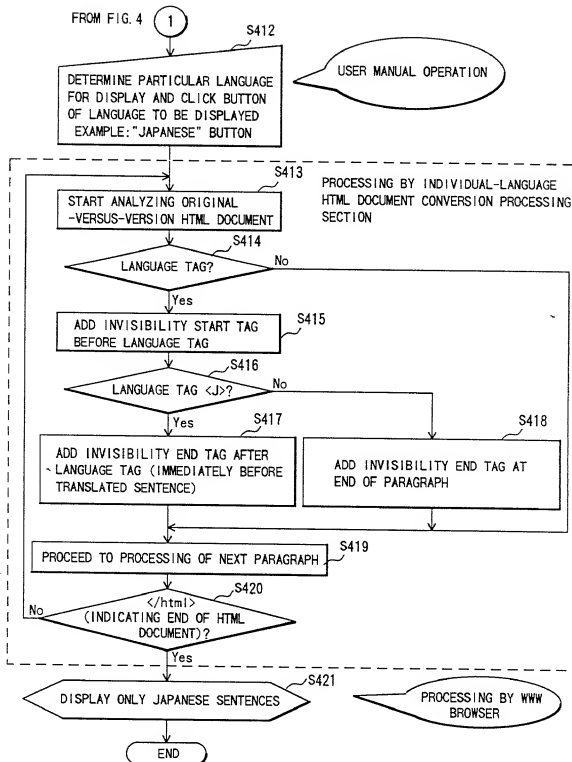 FROM FIG. 4
1
S412
DETERMINE PARTICULAR LANGUAGE
FOR DISPLAY AND CLICK BUTTON
OF LANGUAGE TO BE DISPLAYED
EXAMPLE:"JAPANESE" BUTTON
USER MANUAL OPERATION
S413
START ANALYZING ORIGINAL
-VERSUS-VERSION HTML DOCUMENT
PROCESSING BY INDIVIDUAL-LANGUAGE
HTML DOCUMENT CONVERSION PROCESSING
SECTION
S414
LANGUAGE TAG?
No
Yes
S415
ADD INVISIBILITY START TAG
BEFORE LANGUAGE TAG
S416
LANGUAGE TAG <J>?
No
Yes
S417
ADD INVISIBILITY END TAG AFTER
LANGUAGE TAG (IMMEDIATELY BEFORE
TRANSLATED SENTENCE)
S418
ADD INVISIBILITY END TAG AT
END OF PARAGRAPH
S419
PROCEED TO PROCESSING OF NEXT PARAGRAPH
S420
</html>
(INDICATING END OF HTML
DOCUMENT)?
No
Yes
S421
DISPLAY ONLY JAPANESE SENTENCES
PROCESSING BY WWW
BROWSER
END